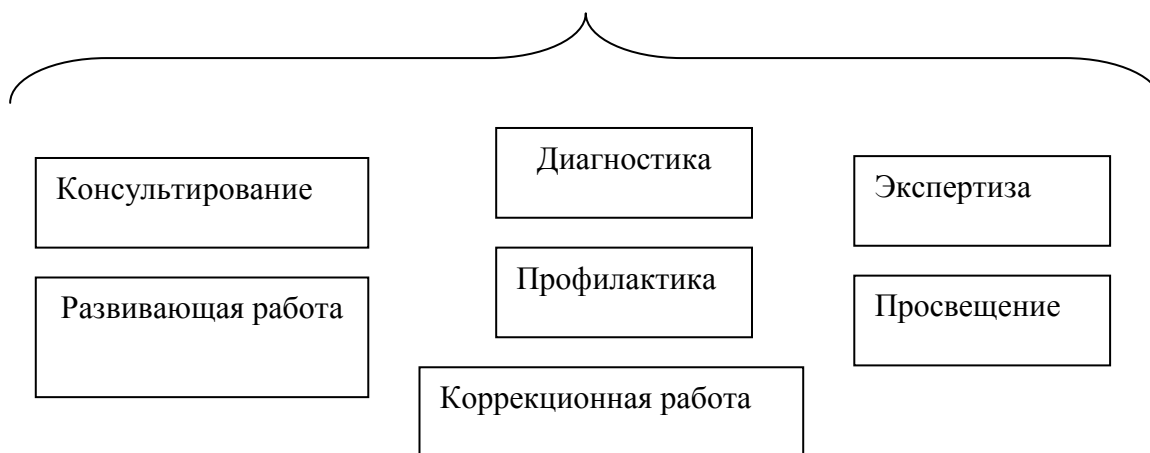 Диагностика
Консультирование
Экспертиза
Профилактика
Развивающая работа
Просвещение
Коррекционная работа